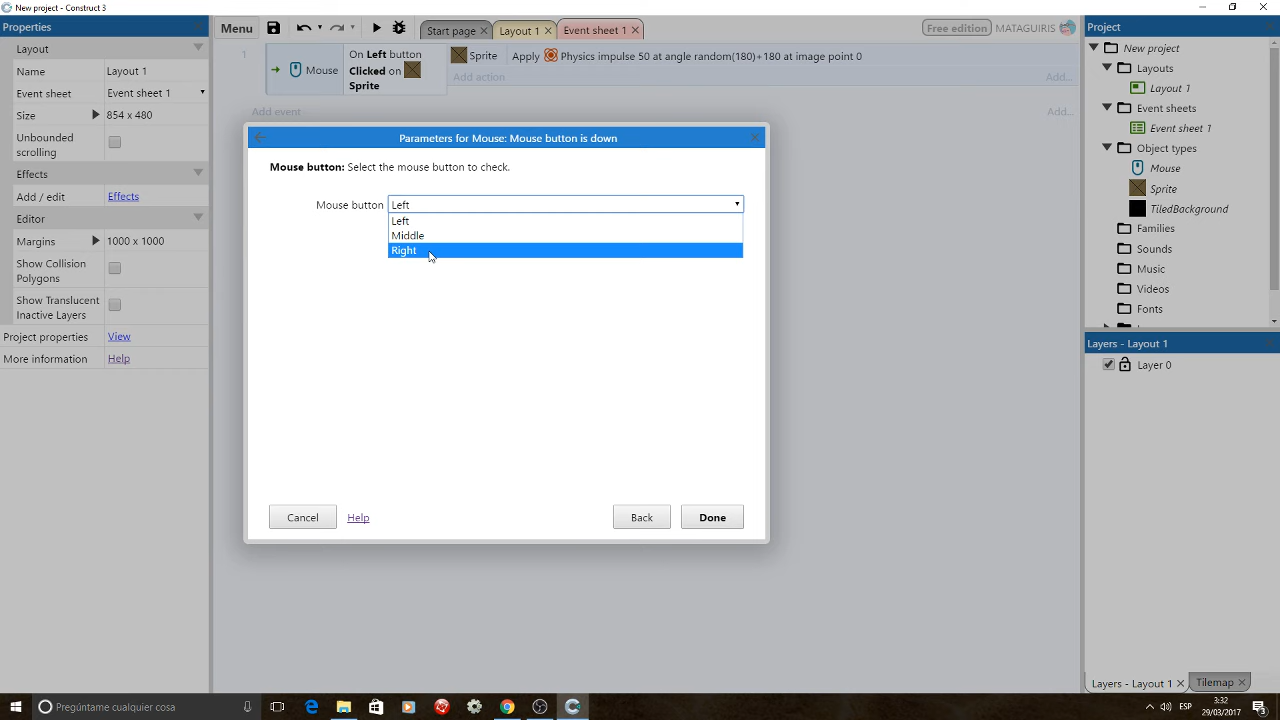 New project - Construct 3
Properties
Menu
Start page
Layout 1
Event sheet 1
Free edition
MATAGUIRIS
Project
Layout
Name
Layout 1
Event sheet
Event sheet 1
Size
854 x 480
Unbounded
scrolling
Effects
Add / edit
Effects
Editor
Margins
1000 x 1000
Show Collision
Polygons
Show Translucent
Inactive Layers
Project properties
View
More information
Help
1
Mouse
On Left button
Clicked on
Sprite
Sprite
Apply Physics impulse 50 at angle random(180)+180 at image point 0
Add action
Add...
Add event
Add...
Parameters for Mouse: Mouse button is down
Mouse button: Select the mouse button to check.
Mouse button
Left
Left
Middle
Right
Cancel
Help
Back
Done
New project
Layouts
Layout 1
Event sheets
Event sheet 1
Object types
Mouse
Sprite
TiledBackground
Families
Sounds
Music
Videos
Fonts
Layers - Layout 1
Layer 0
Layers - Layout 1
Tilemap
Pregúntame cualquier cosa
ESP
3:32
29/03/2017